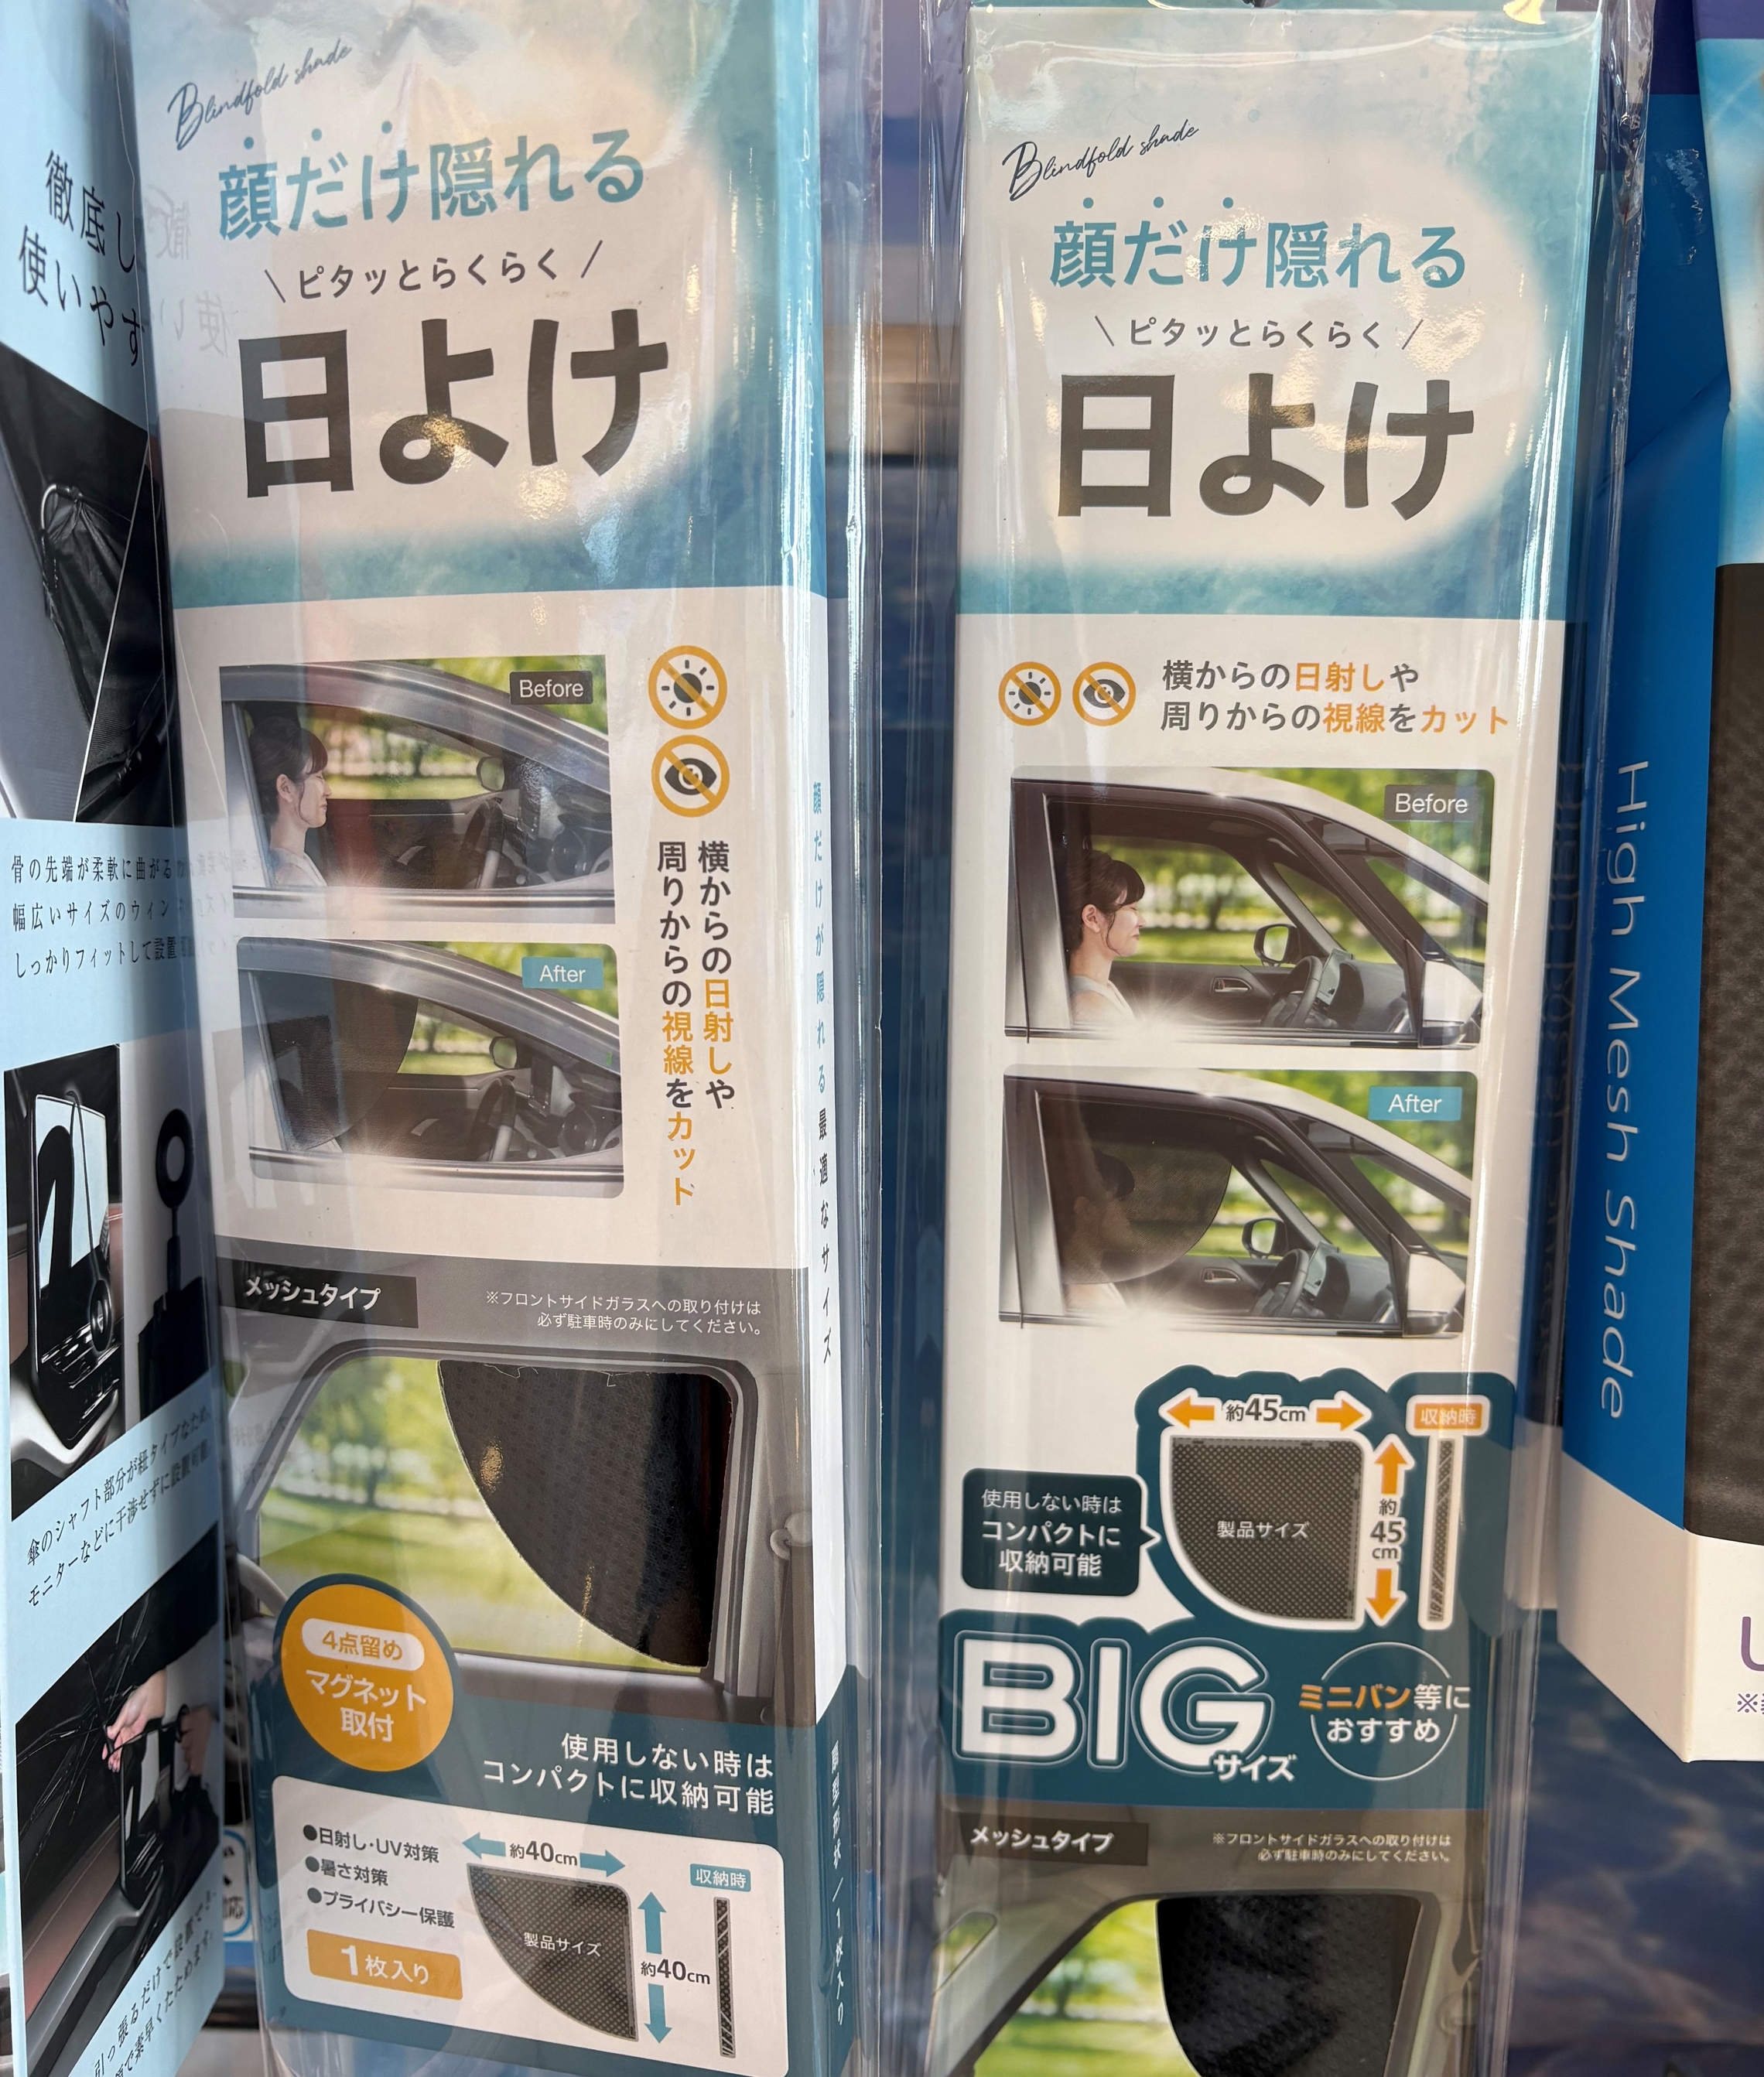 徹底し
使いやす
骨の先端が柔軟に曲がる
幅広いサイズのウィン
しっかりフィットして設置
傘のシャフト部分が紐タイプなため、
モニターなどに干渉せずに設置可能。
引っ張るだけで
Blindfold shade
顔だけ隠れる
\ ピタッとらくらく /
日よけ
Before
After
横からの日射しや
周りからの視線をカット
メッシュタイプ
※フロントサイドガラスへの取り付けは
必ず駐車時のみにしてください。
4点留め
マグネット
取付
使用しない時は
コンパクトに収納可能
●日射し・UV対策
●暑さ対策
●プライバシー保護
1枚入り
約40cm
製品サイズ
約40cm
収納時
顔だけが隠れる最適なサイズ
Blindfold shade
顔だけ隠れる
\ ピタッとらくらく /
日よけ
横からの日射しや
周りからの視線をカット
Before
After
約45cm
収納時
使用しない時は
コンパクトに
収納可能
製品サイズ
約
45
cm
BIGサイズ
ミニバン等に
おすすめ
メッシュタイプ
※フロントサイドガラスへの取り付けは
必ず駐車時のみにしてください。
High Mesh Shade